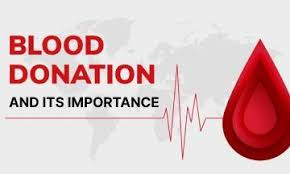 BLOOD
DONATION
AND ITS IMPORTANCE